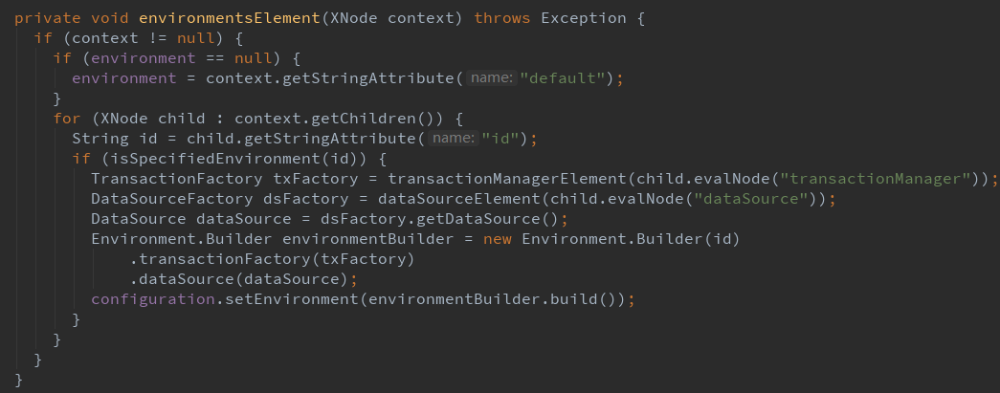 private void environmentsElement(XNode context) throws Exception {
  if (context != null) {
    if (environment == null) {
      environment = context.getStringAttribute( name: "default");
    }
    for (XNode child : context.getChildren()) {
      String id = child.getStringAttribute( name: "id");
      if (isSpecifiedEnvironment(id)) {
        TransactionFactory txFactory = transactionManagerElement(child.evalNode("transactionManager"));
        DataSourceFactory dsFactory = dataSourceElement(child.evalNode("dataSource"));
        DataSource dataSource = dsFactory.getDataSource();
        Environment.Builder environmentBuilder = new Environment.Builder(id)
            .transactionFactory(txFactory)
            .dataSource(dataSource);
        configuration.setEnvironment(environmentBuilder.build());
      }
    }
  }
}